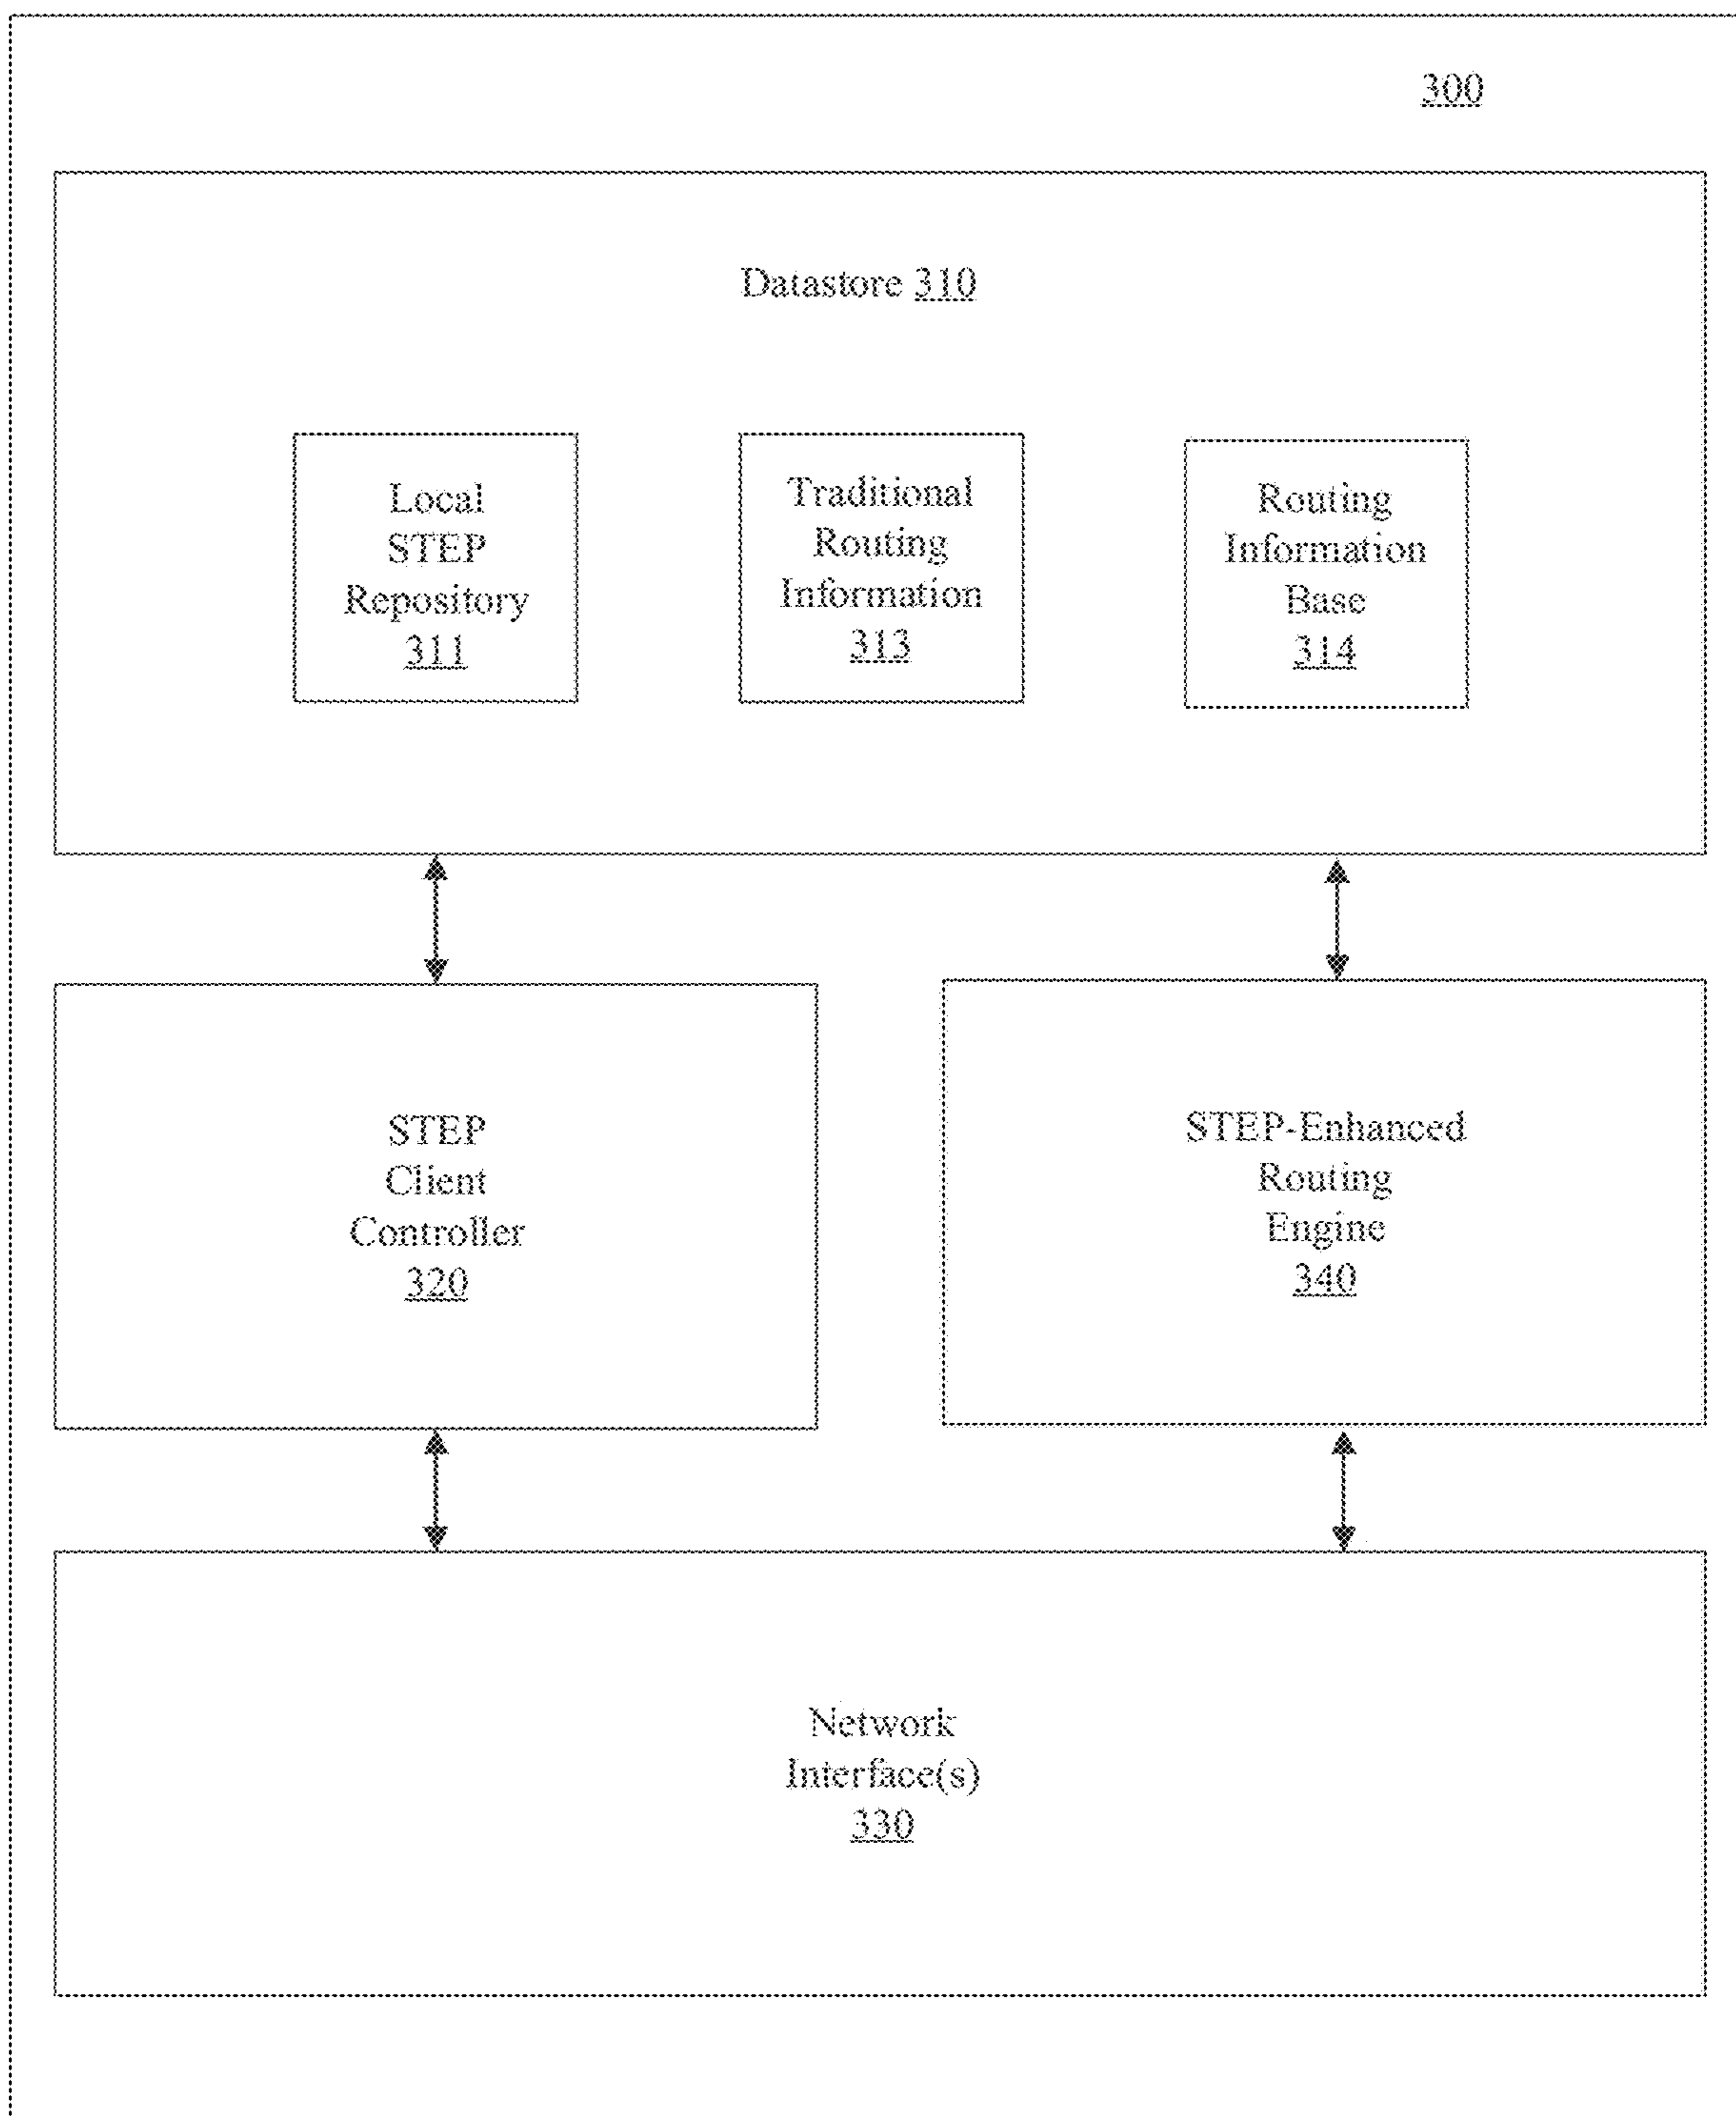 300
Datastore 310
Local
STEP
Repository
311
Traditional
Routing
Information
313
Routing
Information
Base
314
STEP
Client
Controller
320
STEP-Enhanced
Routing
Engine
340
Network
Interface(s)
330